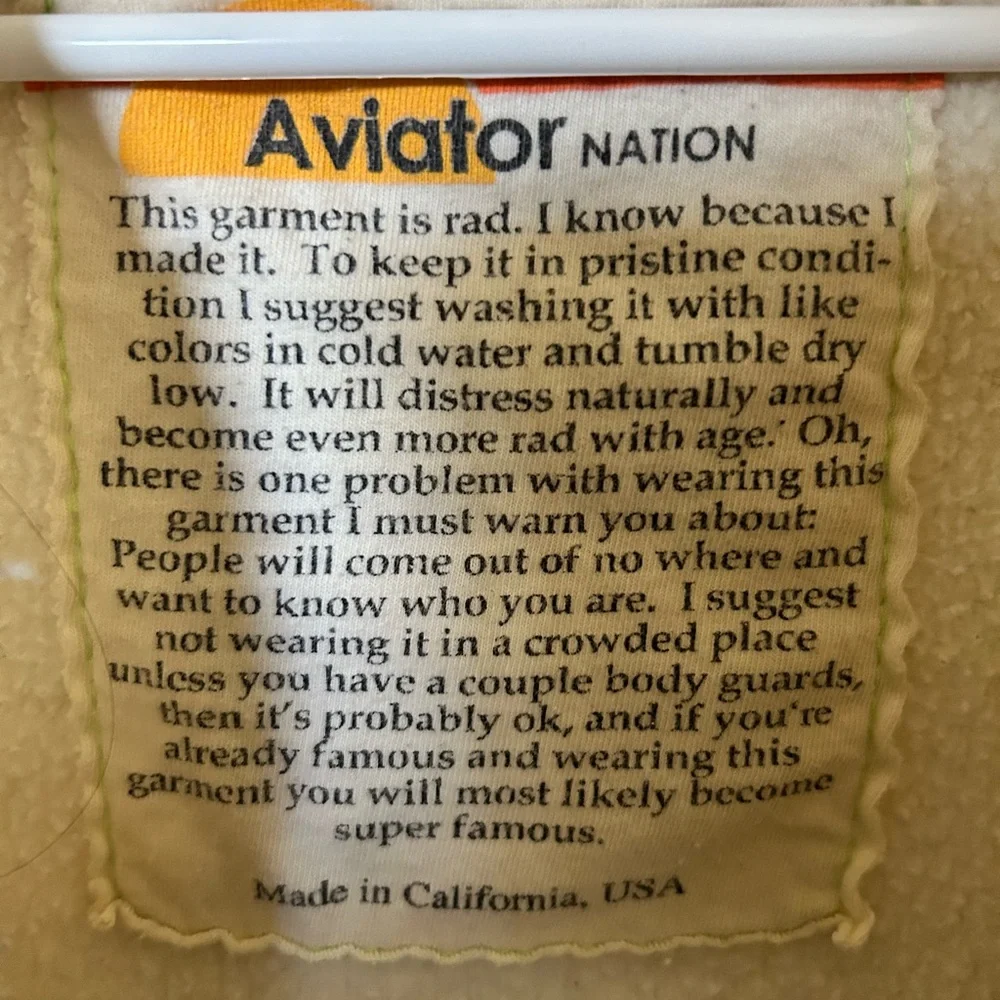 Aviator NATION
This garment is rad. I know because I
made it. To keep it in pristine condi-
tion I suggest washing it with like
colors in cold water and tumble dry
low. It will distress naturally and
become even more rad with age. Oh,
there is one problem with wearing this
garment I must warn you about:
People will come out of no where and
want to know who you are. I suggest
not wearing it in a crowded place
unless you have a couple body guards,
then it's probably ok, and if you're
already famous and wearing this
garment you will most likely become
super famous.
Made in California, USA